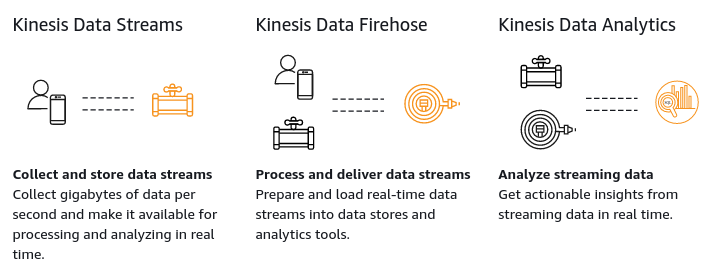 Kinesis Data Streams
Collect and store data streams
Collect gigabytes of data per
second and make it available for
processing and analyzing in real
time.
Kinesis Data Firehose
Process and deliver data streams
Prepare and load real-time data
streams into data stores and
analytics tools.
Kinesis Data Analytics
Analyze streaming data
Get actionable insights from
streaming data in real time.